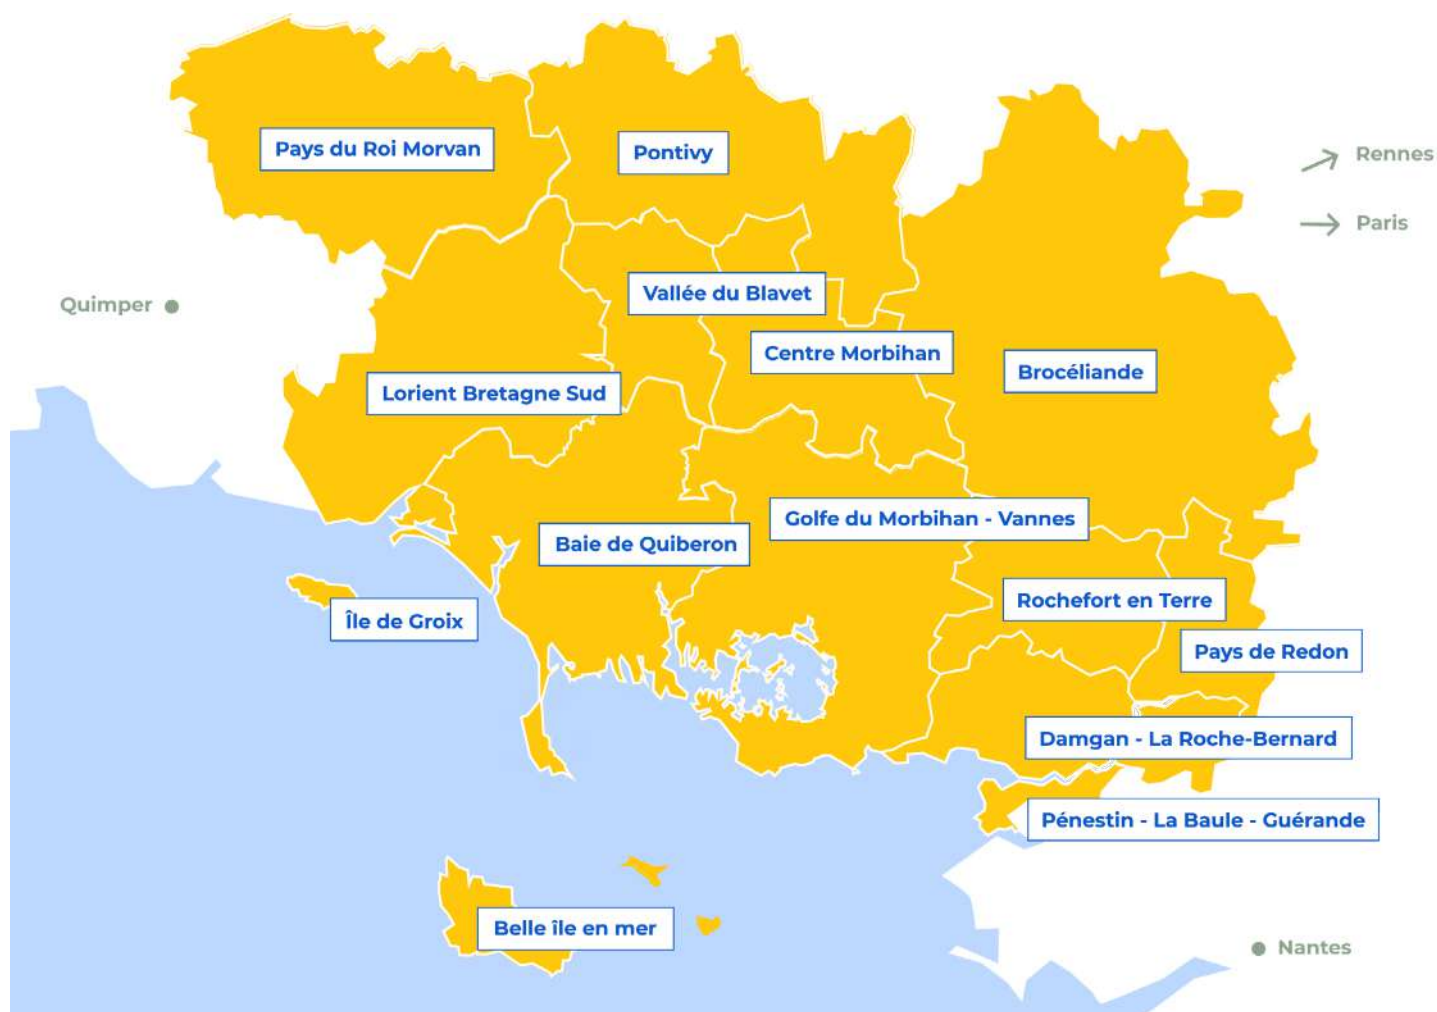 Pays du Roi Morvan
Pontivy
Rennes
Paris
Quimper
Vallée du Blavet
Centre Morbihan
Brocéliande
Lorient Bretagne Sud
Golfe du Morbihan - Vannes
Baie de Quiberon
Rochefort en Terre
Île de Groix
Pays de Redon
Damgan - La Roche-Bernard
Pénestin - La Baule - Guérande
Belle île en mer
Nantes